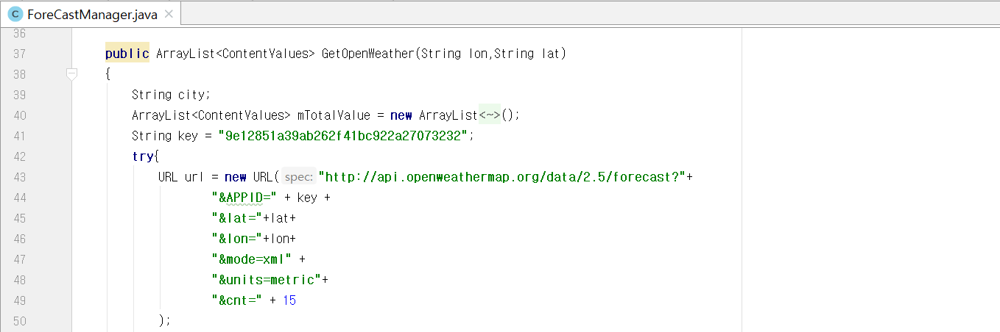 C ForeCastManager.java ×
36
37 public ArrayList<ContentValues> GetOpenWeather(String lon,String lat)
38 {
39 String city;
40 ArrayList<ContentValues> mTotalValue = new ArrayList<~>();
41 String key = "9e12851a39ab262f41bc922a27073232";
42 try{
43 URL url = new URL( spec: "http://api.openweathermap.org/data/2.5/forecast?"+
44 "&APPID=" + key +
45 "&lat="+lat+
46 "&lon="+lon+
47 "&mode=xml" +
48 "&units=metric"+
49 "&cnt=" + 15
50 );